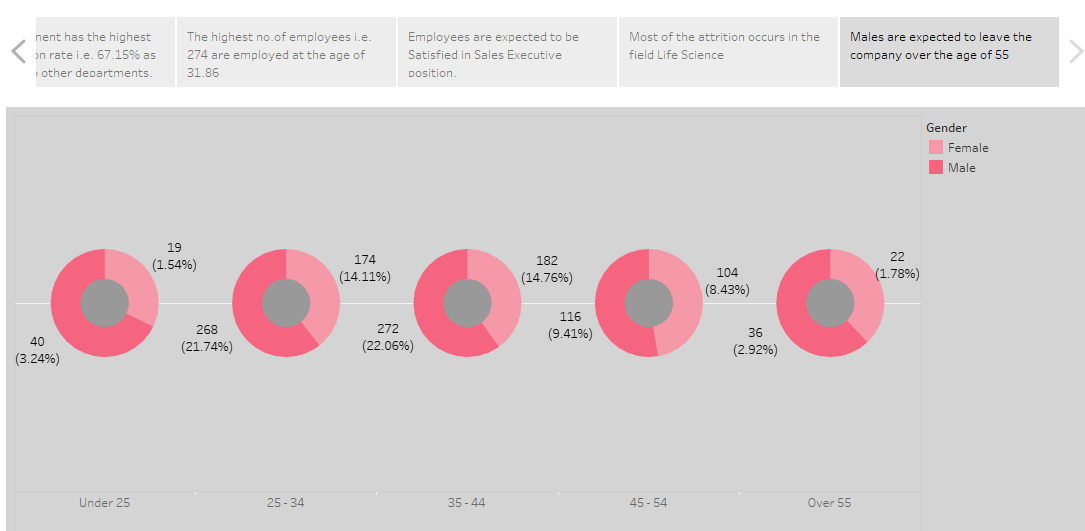 nent has the highest
on rate i.e. 67.15% as
other departments.
The highest no.of employees i.e.
274 are employed at the age of
31.86
Employees are expected to be
Satisfied in Sales Executive
position.
Most of the attrition occurs in the
field Life Science
Males are expected to leave the
company over the age of 55
Gender
Female
Male
19
(1.54%)
40
(3.24%)
174
(14.11%)
268
(21.74%)
182
(14.76%)
272
(22.06%)
104
(8.43%)
116
(9.41%)
22
(1.78%)
36
(2.92%)
Under 25
25 - 34
35 - 44
45 - 54
Over 55